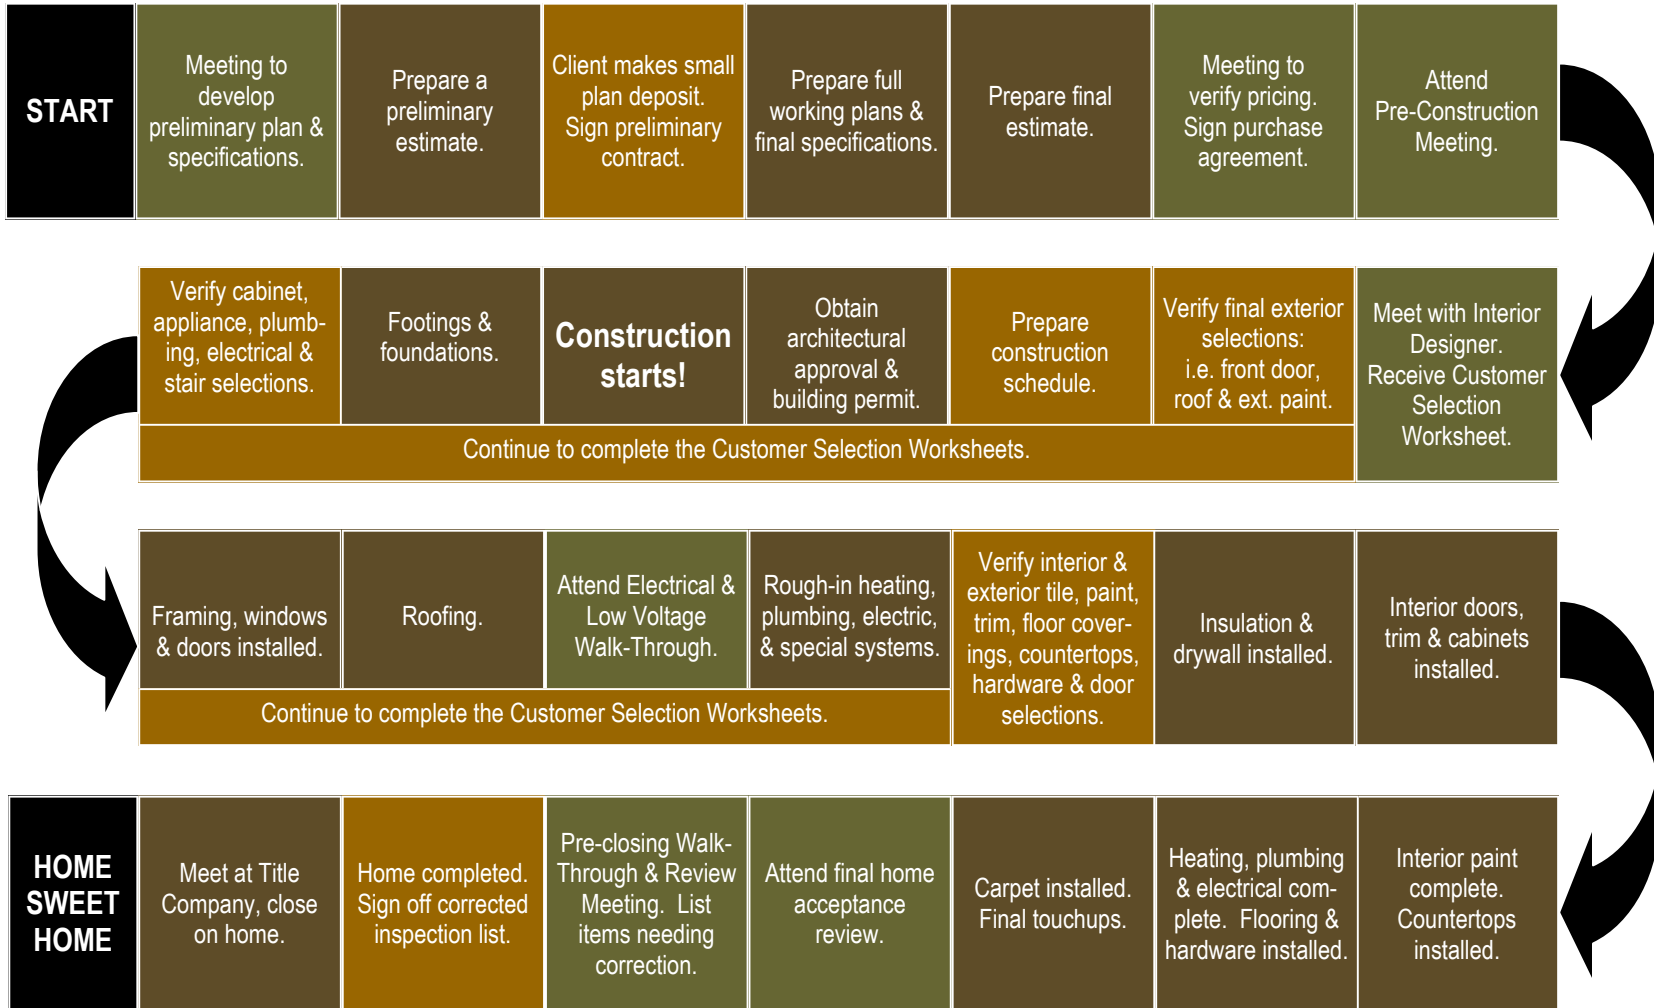 START
Meeting to
develop
preliminary plan &
specifications.
Prepare a
preliminary
estimate.
Client makes small
plan deposit.
Sign preliminary
contract.
Prepare full
working plans &
final specifications.
Prepare final
estimate.
Meeting to
verify pricing.
Sign purchase
agreement.
Attend
Pre-Construction
Meeting.
Meet with Interior
Designer.
Receive Customer
Selection
Worksheet.
Verify final exterior
selections:
i.e. front door,
roof & ext. paint.
Prepare
construction
schedule.
Obtain
architectural
approval &
building permit.
Construction
starts!
Footings &
foundations.
Verify cabinet,
appliance, plumb-
ing, electrical &
stair selections.
Continue to complete the Customer Selection Worksheets.
Framing, windows
& doors installed.
Roofing.
Attend Electrical &
Low Voltage
Walk-Through.
Rough-in heating,
plumbing, electric,
& special systems.
Continue to complete the Customer Selection Worksheets.
Verify interior &
exterior tile, paint,
trim, floor cover-
ings, countertops,
hardware & door
selections.
Insulation &
drywall installed.
Interior doors,
trim & cabinets
installed.
Interior paint
complete.
Countertops
installed.
Heating, plumbing
& electrical com-
plete. Flooring &
hardware installed.
Carpet installed.
Final touchups.
Attend final home
acceptance
review.
Pre-closing Walk-
Through & Review
Meeting. List
items needing
correction.
Home completed.
Sign off corrected
inspection list.
Meet at Title
Company, close
on home.
HOME
SWEET
HOME